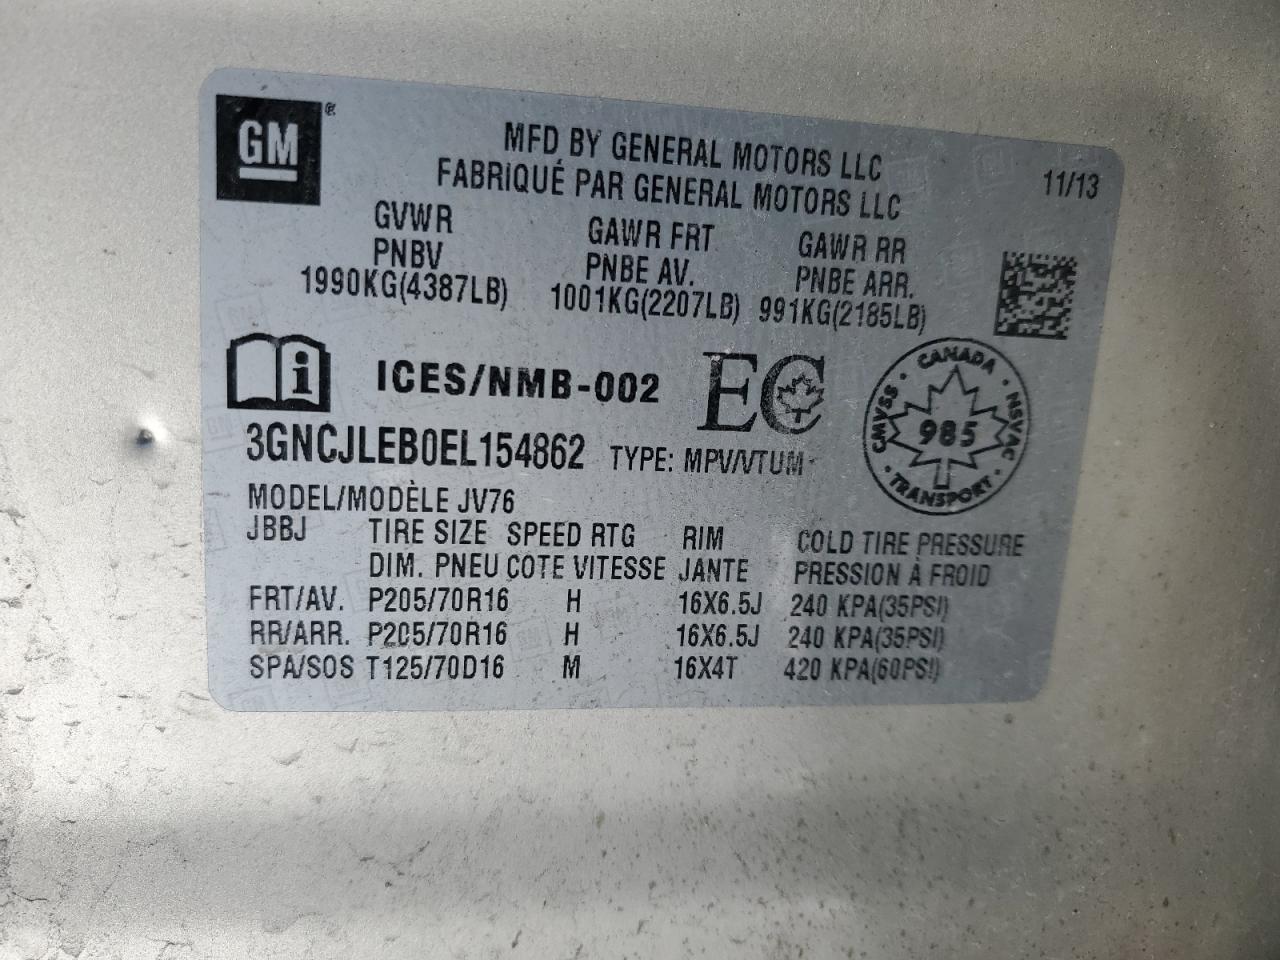 GM ®
MFD BY GENERAL MOTORS LLC
FABRIQUÉ PAR GENERAL MOTORS LLC
11/13
GVWR GAWR FRT GAWR RR
PNBV PNBE AV. PNBE ARR.
1990KG(4387LB) 1001KG(2207LB) 991KG(2185LB)
i ICES/NMB-002 EC
CANADA
CMVSS · 985 · NSVAC
· TRANSPORT ·
3GNCJLEB0EL154862 TYPE: MPV/VTUM
MODEL/MODÈLE JV76
JBBJ TIRE SIZE SPEED RTG RIM COLD TIRE PRESSURE
DIM. PNEU COTE VITESSE JANTE PRESSION À FROID
FRT/AV. P205/70R16 H 16X6.5J 240 KPA(35PSI)
RR/ARR. P205/70R16 H 16X6.5J 240 KPA(35PSI)
SPA/SOS T125/70D16 M 16X4T 420 KPA(60PSI)